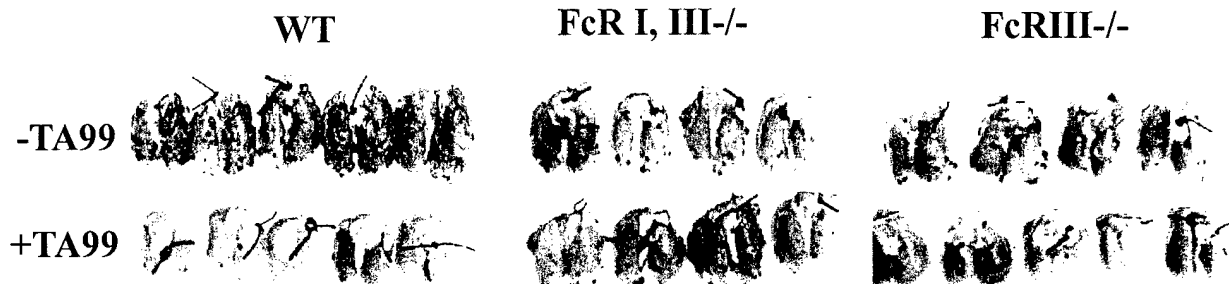 WT FcR I, III-/- FcRIII-/-
-TA99
+TA99